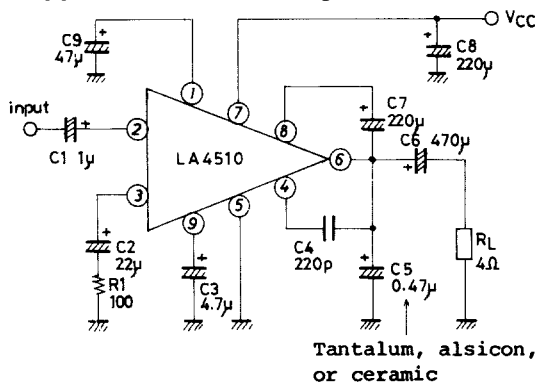 C9
47μ
VCC
C8
220μ
1
7
8
C7
220μ
input
2
C1 1μ
LA4510
6
C6 470μ
3
4
9
5
C2
22μ
R1
100
C3
4.7μ
C4
220p
C5
0.47μ
RL
4Ω
Tantalum, alsicon,
or ceramic